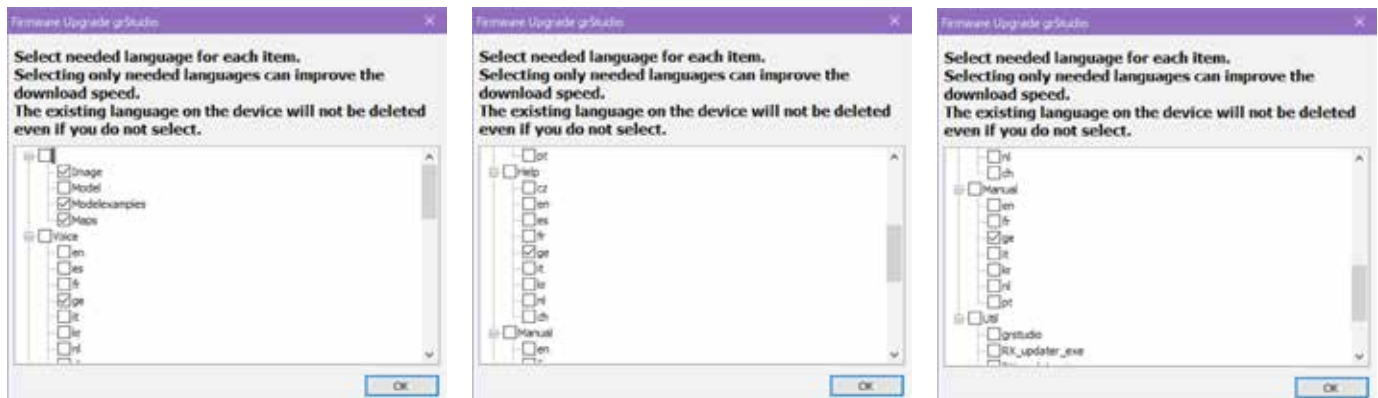 Firmware Upgrade grStudio
Select needed language for each item.
Selecting only needed languages can improve the
download speed.
The existing language on the device will not be deleted
even if you do not select.
Image
Model
Modelexamples
Maps
Voice
en
es
fr
ge
it
kr
nl
OK
Firmware Upgrade grStudio
Select needed language for each item.
Selecting only needed languages can improve the
download speed.
The existing language on the device will not be deleted
even if you do not select.
pt
Help
cz
en
es
fr
ge
it
kr
nl
ch
Manual
en
OK
Firmware Upgrade grStudio
Select needed language for each item.
Selecting only needed languages can improve the
download speed.
The existing language on the device will not be deleted
even if you do not select.
nl
ch
Manual
en
fr
ge
it
kr
nl
pt
Util
grstudio
RX_updater_exe
OK